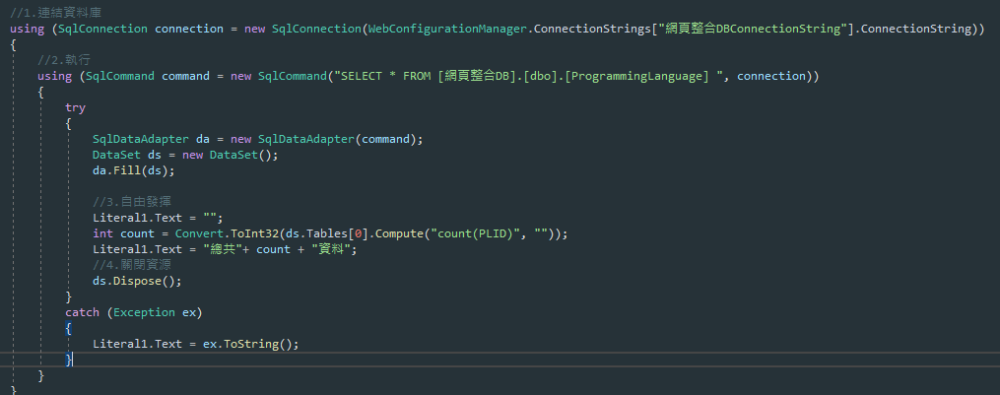 //1.連結資料庫
using (SqlConnection connection = new SqlConnection(WebConfigurationManager.ConnectionStrings["網頁整合DBConnectionString"].ConnectionString))
{
//2.執行
using (SqlCommand command = new SqlCommand("SELECT * FROM [網頁整合DB].[dbo].[ProgrammingLanguage] ", connection))
{
try
{
SqlDataAdapter da = new SqlDataAdapter(command);
DataSet ds = new DataSet();
da.Fill(ds);
//3.自由發揮
Literal1.Text = "";
int count = Convert.ToInt32(ds.Tables[0].Compute("count(PLID)", ""));
Literal1.Text = "總共"+ count + "資料";
//4.關閉資源
ds.Dispose();
}
catch (Exception ex)
{
Literal1.Text = ex.ToString();
}
}
}